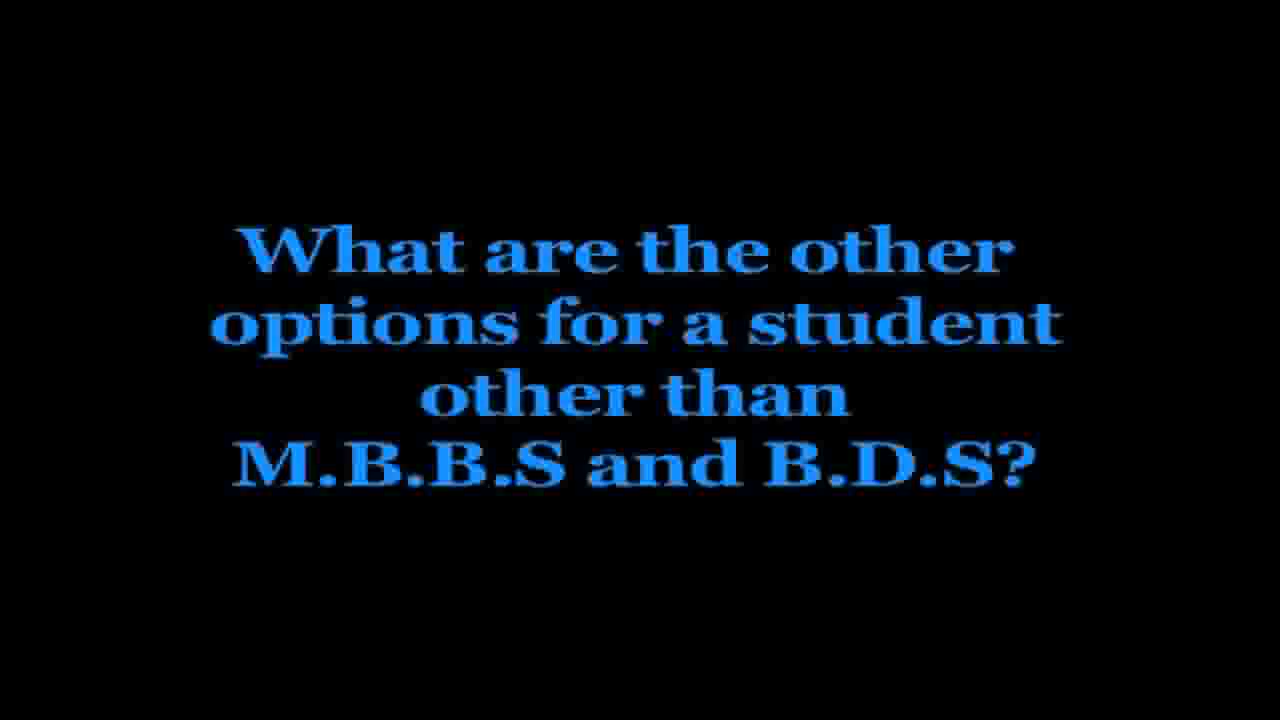 What are the other
options for a student
other than
M.B.B.S and B.D.S?